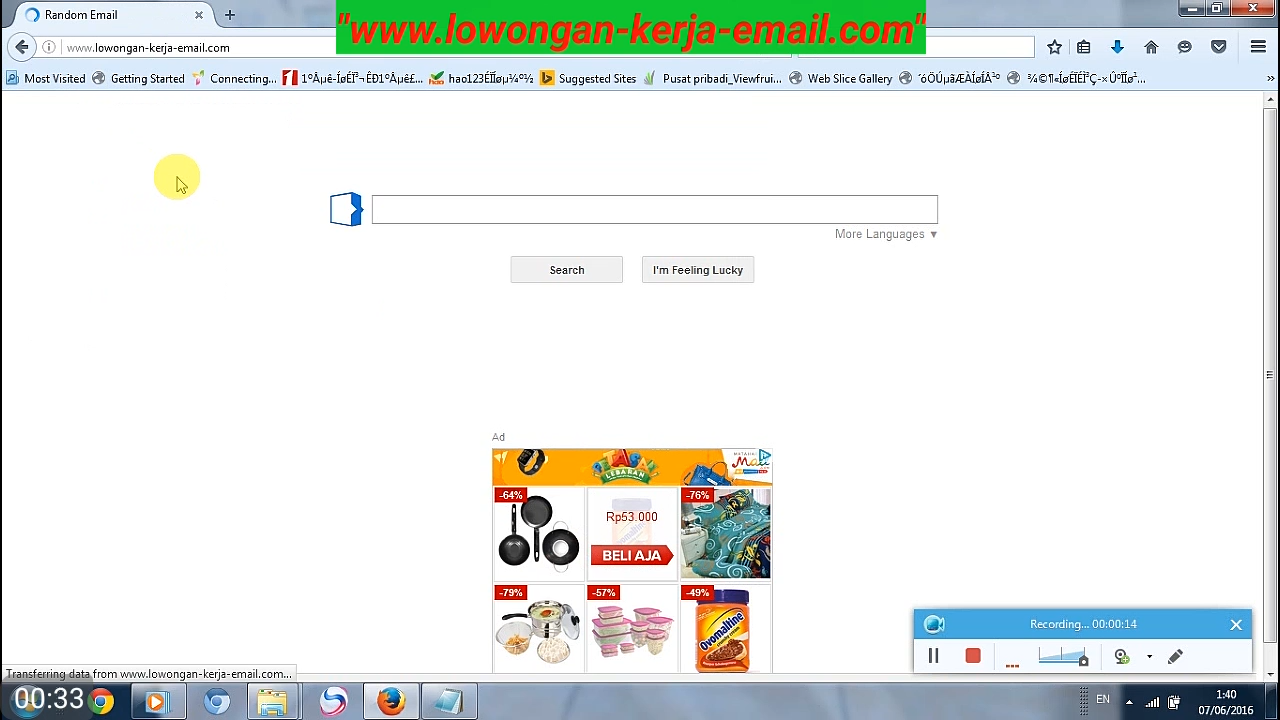 Random Email
"www.lowongan-kerja-email.com"
www.lowongan-kerja-email.com
Most Visited
Getting Started
Connecting...
Suggested Sites
Pusat pribadi_Viewfrui...
Web Slice Gallery
More Languages ▼
Search
I'm Feeling Lucky
Ad
LEBARAN
-64%
Rp53.000
BELI AJA
-76%
-79%
-57%
-49%
Ovomaltine
Recording... 00:00:14
data from www.lowongan-kerja-email.com...
00:33
EN
1:40
07/06/2016